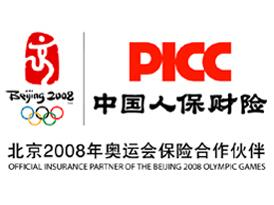 Beijing 2008
PICC
中国人保财险
北京2008年奥运会保险合作伙伴
OFFICIAL INSURANCE PARTNER OF THE BEIJING 2008 OLYMPIC GAMES